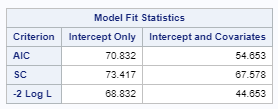 Model Fit Statistics
Criterion Intercept Only Intercept and Covariates
AIC 70.832 54.653
SC 73.417 67.578
-2 Log L 68.832 44.653